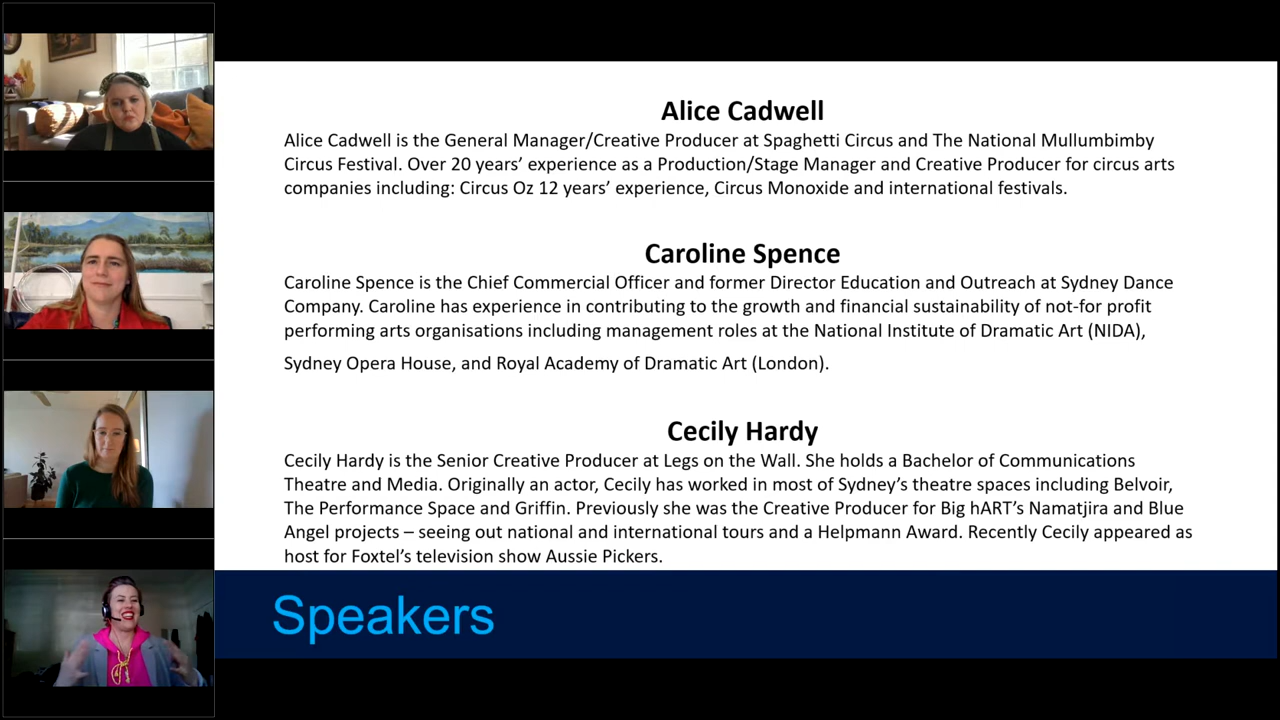 Alice Cadwell
Alice Cadwell is the General Manager/Creative Producer at Spaghetti Circus and The National Mullumbimby
Circus Festival. Over 20 years’ experience as a Production/Stage Manager and Creative Producer for circus arts
companies including: Circus Oz 12 years’ experience, Circus Monoxide and international festivals.
Caroline Spence
Caroline Spence is the Chief Commercial Officer and former Director Education and Outreach at Sydney Dance
Company. Caroline has experience in contributing to the growth and financial sustainability of not-for profit
performing arts organisations including management roles at the National Institute of Dramatic Art (NIDA),
Sydney Opera House, and Royal Academy of Dramatic Art (London).
Cecily Hardy
Cecily Hardy is the Senior Creative Producer at Legs on the Wall. She holds a Bachelor of Communications
Theatre and Media. Originally an actor, Cecily has worked in most of Sydney’s theatre spaces including Belvoir,
The Performance Space and Griffin. Previously she was the Creative Producer for Big hART’s Namatjira and Blue
Angel projects – seeing out national and international tours and a Helpmann Award. Recently Cecily appeared as
host for Foxtel’s television show Aussie Pickers.
Speakers